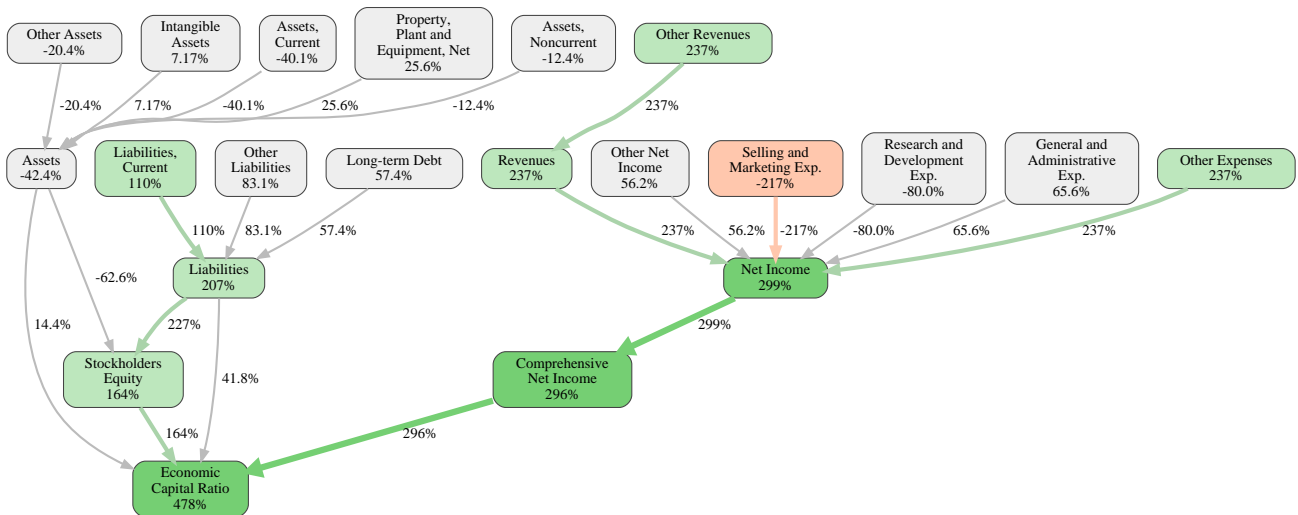 Other Assets
-20.4%
Intangible
Assets
7.17%
Assets,
Current
-40.1%
Property,
Plant and
Equipment, Net
25.6%
Assets,
Noncurrent
-12.4%
Other Revenues
237%
-20.4%
7.17%
-40.1%
25.6%
-12.4%
237%
Assets
-42.4%
Liabilities,
Current
110%
Other
Liabilities
83.1%
Long-term Debt
57.4%
Revenues
237%
Other Net
Income
56.2%
Selling and
Marketing Exp.
-217%
Research and
Development
Exp.
-80.0%
General and
Administrative
Exp.
65.6%
Other Expenses
237%
110%
83.1%
57.4%
237%
56.2%
-217%
-80.0%
65.6%
237%
Liabilities
207%
Net Income
299%
-62.6%
14.4%
227%
299%
Stockholders
Equity
164%
41.8%
Comprehensive
Net Income
296%
164%
296%
Economic
Capital Ratio
478%